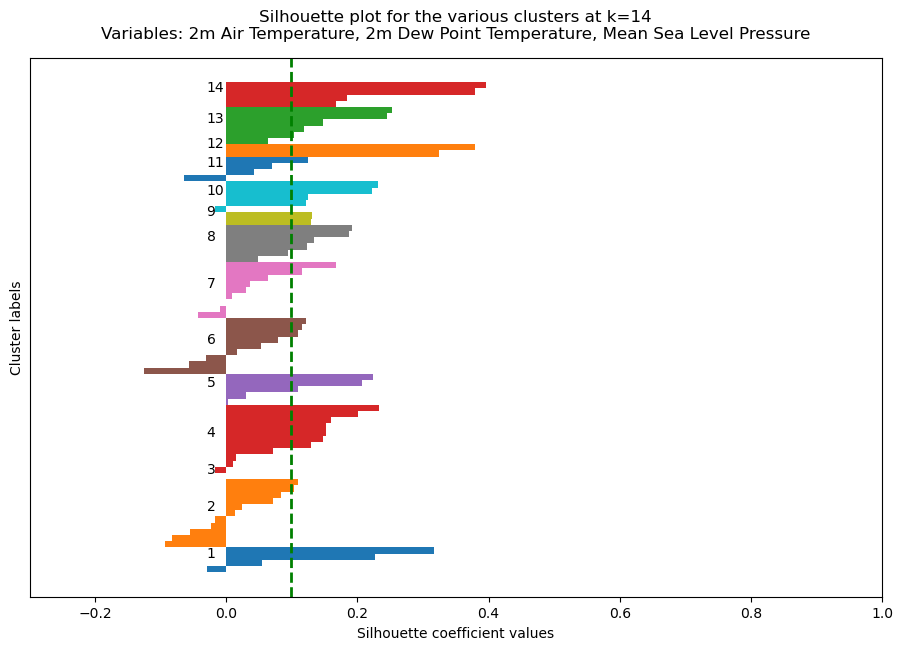 Silhouette plot for the various clusters at k=14
Variables: 2m Air Temperature, 2m Dew Point Temperature, Mean Sea Level Pressure
14
13
12
11
10
9
8
7
6
5
4
3
2
1
Cluster labels
−0.2 0.0 0.2 0.4 0.6 0.8 1.0
Silhouette coefficient values